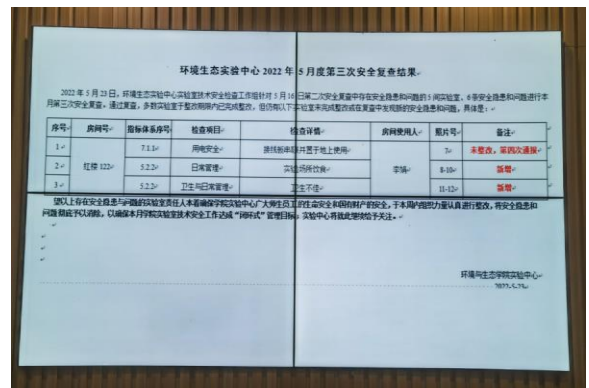 环境生态实验中心 2022 年 5 月度第三次安全复查结果
2022 年 5 月 23 日，环境生态实验中心实验室技术安全检查工作组针对 5 月 16 日第二次安全复查中存在安全隐患和问题的 5 间实验室、6 条安全隐患和问题进行本
月第三次安全复查。通过复查，多数实验室于整改期限内已完成整改，但仍有以下实验室未完成整改或在复查中发现新的安全隐患和问题，具体是：
序号 房间号 指标体系序号 检查项目 检查详情 房间使用人 照片号 备注
1 7.1.1 用电安全 接线板串联并置于地上使用 7 未整改，第四次通报
2 红楼 122 5.2.2 日常管理 实验场所饮食 李娟 8-10 新增
3 5.2.2 卫生与日常管理 卫生不佳 11-12 新增
望以上存在安全隐患与问题的实验室责任人本着确保学院实验中心广大师生员工的生命安全和国有财产的安全，于本周内组织力量认真进行整改，将安全隐患和
问题彻底予以消除，以确保本月学院实验室技术安全工作达成“闭环式”管理目标；实验中心将就此继续给予关注。
环境与生态学院实验中心
2022-5-23